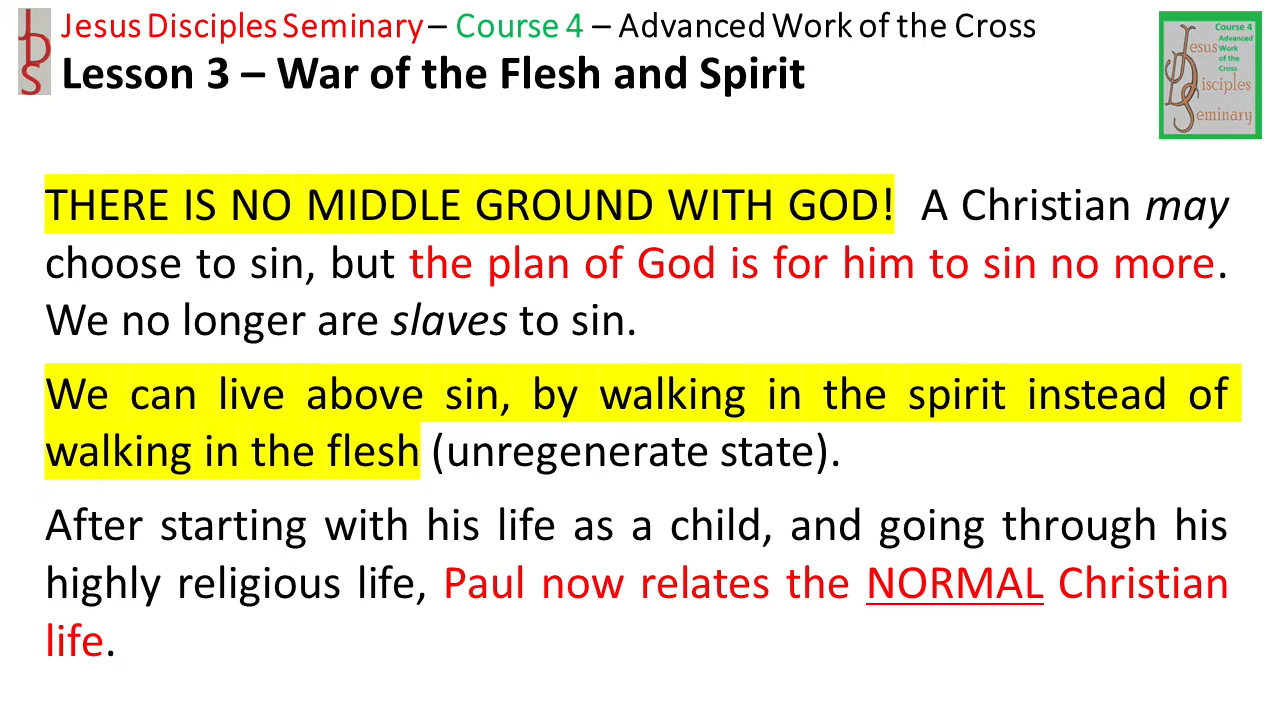 JDS
Jesus Disciples Seminary – Course 4 – Advanced Work of the Cross
Lesson 3 – War of the Flesh and Spirit
Course 4
Advanced
Work
of the
Cross
Jesus
Disciples
Seminary
THERE IS NO MIDDLE GROUND WITH GOD! A Christian may
choose to sin, but the plan of God is for him to sin no more.
We no longer are slaves to sin.
We can live above sin, by walking in the spirit instead of
walking in the flesh (unregenerate state).
After starting with his life as a child, and going through his
highly religious life, Paul now relates the NORMAL Christian
life.